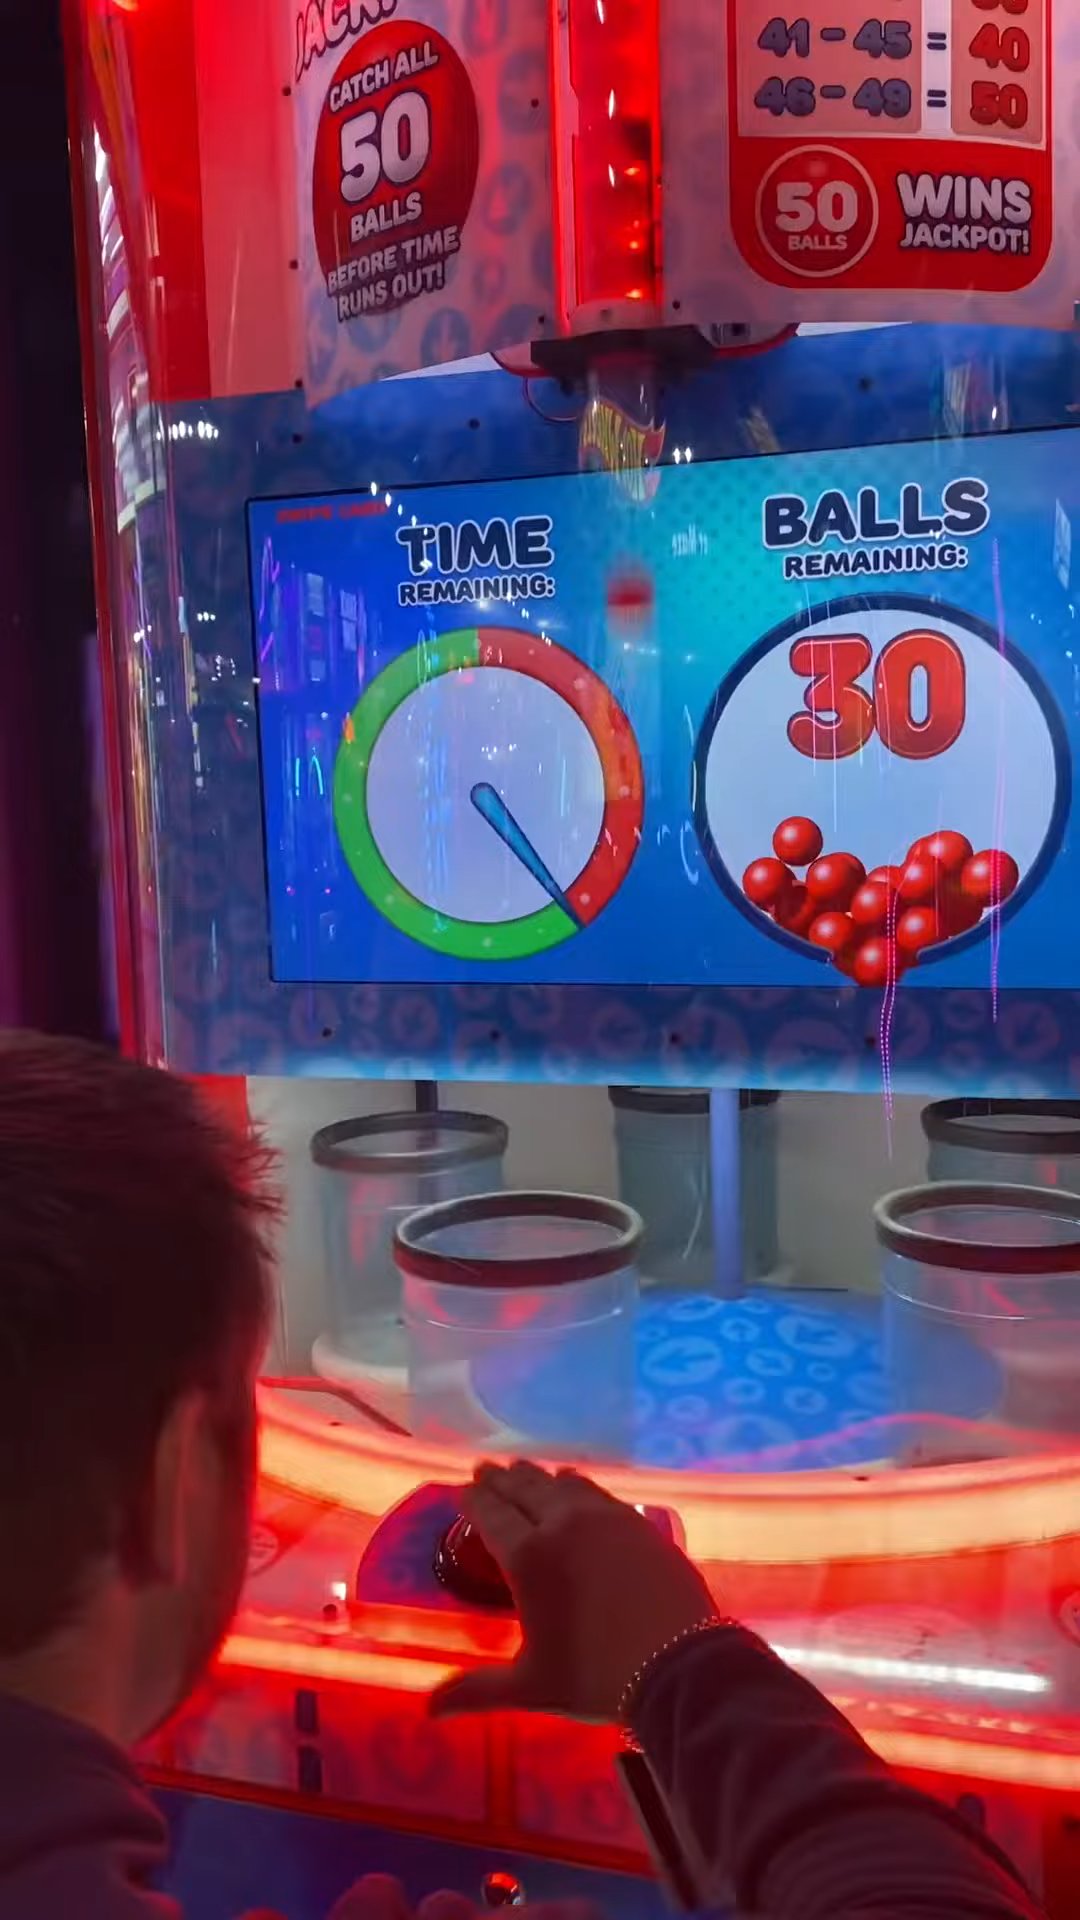 JACK
CATCH ALL
50
BALLS
BEFORE TIME
RUNS OUT!
41 - 45 = 40
46 - 49 = 50
50
BALLS
WINS
JACKPOT!
TIME
REMAINING:
BALLS
REMAINING:
30